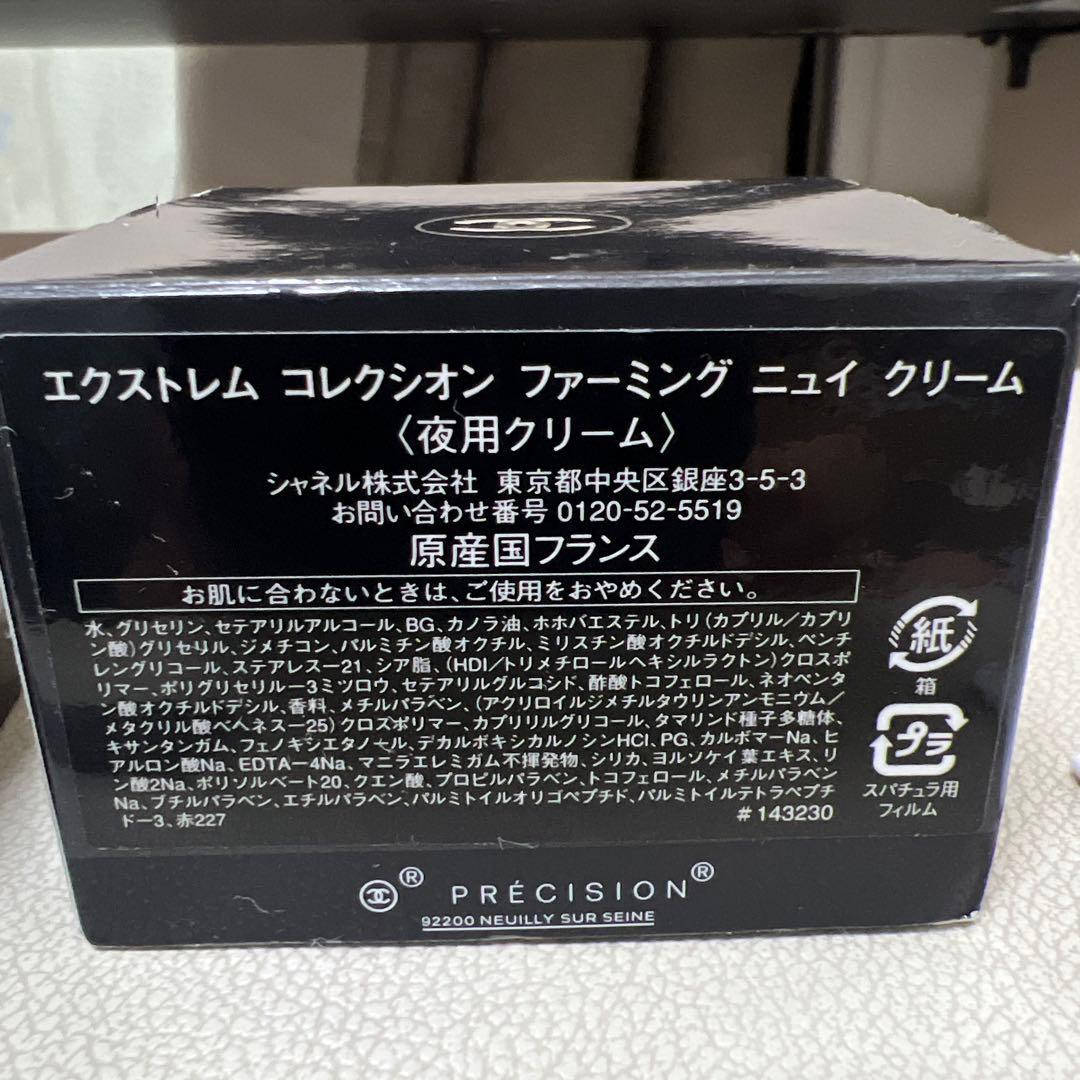 エクストレム コレクシオン ファーミング ニュイ クリーム
〈夜用クリーム〉
シャネル株式会社 東京都中央区銀座3-5-3
お問い合わせ番号 0120-52-5519
原産国フランス
お肌に合わないときは、ご使用をおやめください。
水、グリセリン、セテアリルアルコール、BG、カノラ油、ホホバエステル、トリ（カプリル／カプリ
ン酸）グリセリル、ジメチコン、パルミチン酸オクチル、ミリスチン酸オクチルドデシル、ペンチ
レングリコール、ステアレスー21、シア脂、（HDI／トリメチロールヘキシルラクトン）クロスポ
リマー、ポリグリセリルー3ミツロウ、セテアリルグルコシド、酢酸トコフェロール、ネオペンタ
ン酸オクチルドデシル、香料、メチルパラベン、（アクリロイルジメチルタウリンアンモニウム／
メタクリル酸ベヘネスー25）クロスポリマー、カプリリルグリコール、タマリンド種子多糖体、
キサンタンガム、フェノキシエタノール、デカルボキシカルノシンHCl、PG、カルボマーNa、ヒ
アルロン酸Na、EDTAー4Na、マニラエレミガム不揮発物、シリカ、ヨルソケイ葉エキス、リ
ン酸2Na、ポリソルベート20、クエン酸、プロピルパラベン、トコフェロール、メチルパラベン
Na、ブチルパラベン、エチルパラベン、パルミトイルオリゴペプチド、パルミトイルテトラペプチ
ドー3、赤227
#143230
紙
箱
プラ
スパチュラ用
フィルム
® PRÉCISION®
92200 NEUILLY SUR SEINE